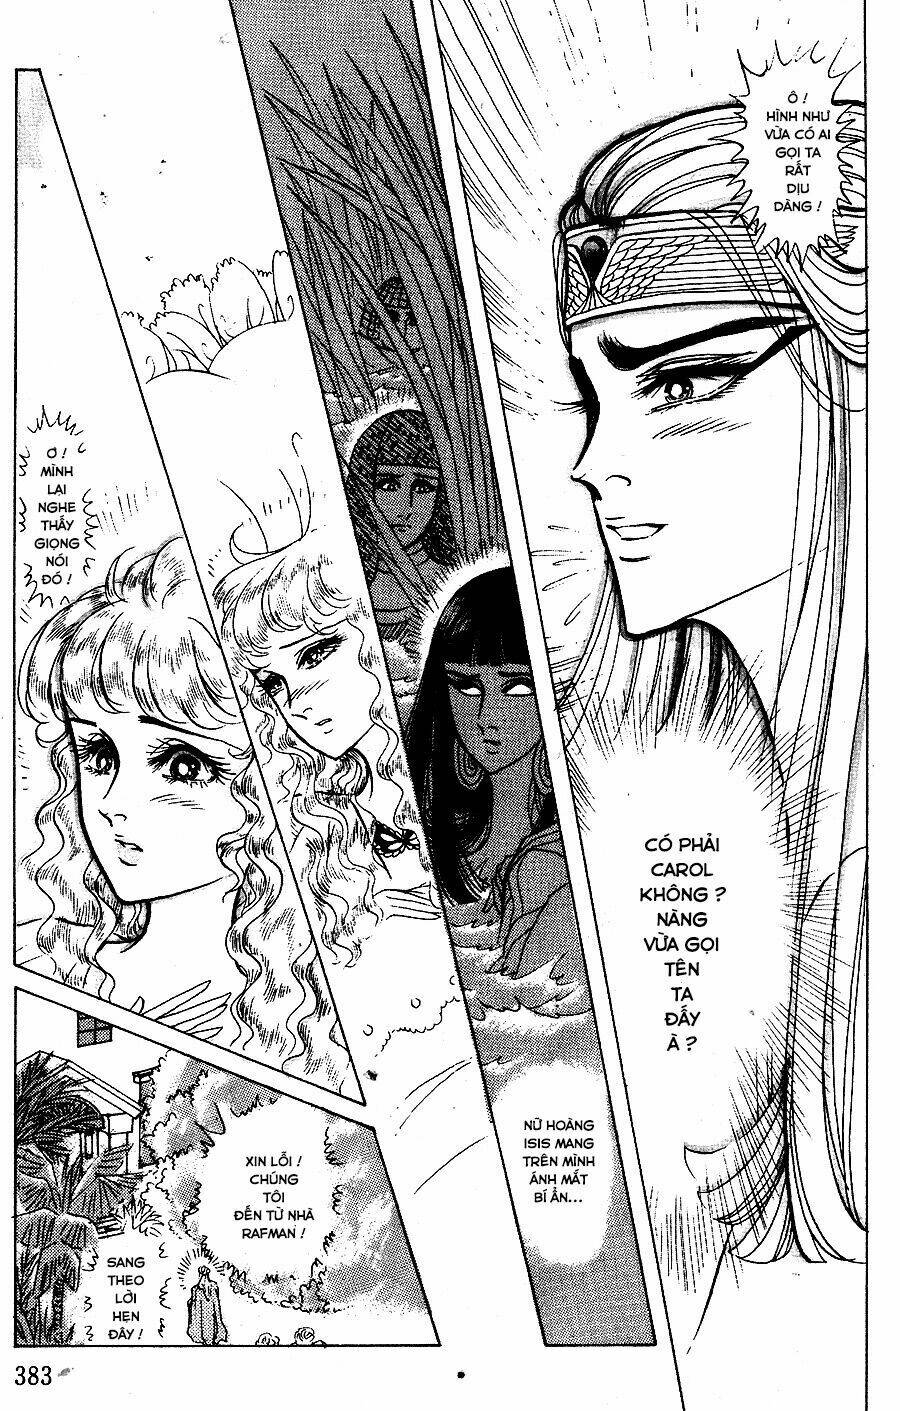 Ô !
HÌNH NHƯ
VỪA CÓ AI
GỌI TA
RẤT
DỊU
DÀNG !
CÓ PHẢI
CAROL
KHÔNG ?
NÀNG
VỪA GỌI
TÊN
TA
ĐẤY
À ?
NỮ HOÀNG
ISIS MANG
TRÊN MÌNH
ÁNH MẮT
BÍ ẨN...
Ơ !
MÌNH
LẠI
NGHE
THẤY
GIỌNG
NÓI
ĐÓ !
XIN LỖI !
CHÚNG
TÔI
ĐẾN TỪ NHÀ
RAFMAN !
SANG
THEO
LỜI
HẸN
ĐÂY !
383